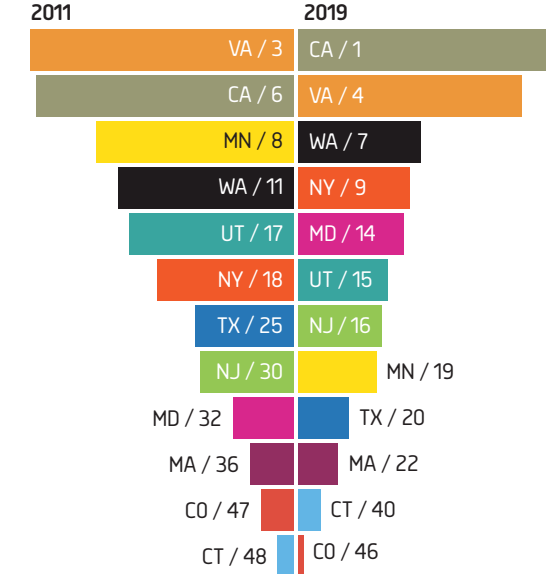 2011 2019
VA / 3 CA / 1
CA / 6 VA / 4
MN / 8 WA / 7
WA / 11 NY / 9
UT / 17 MD / 14
NY / 18 UT / 15
TX / 25 NJ / 16
NJ / 30 MN / 19
MD / 32 TX / 20
MA / 36 MA / 22
CO / 47 CT / 40
CT / 48 CO / 46